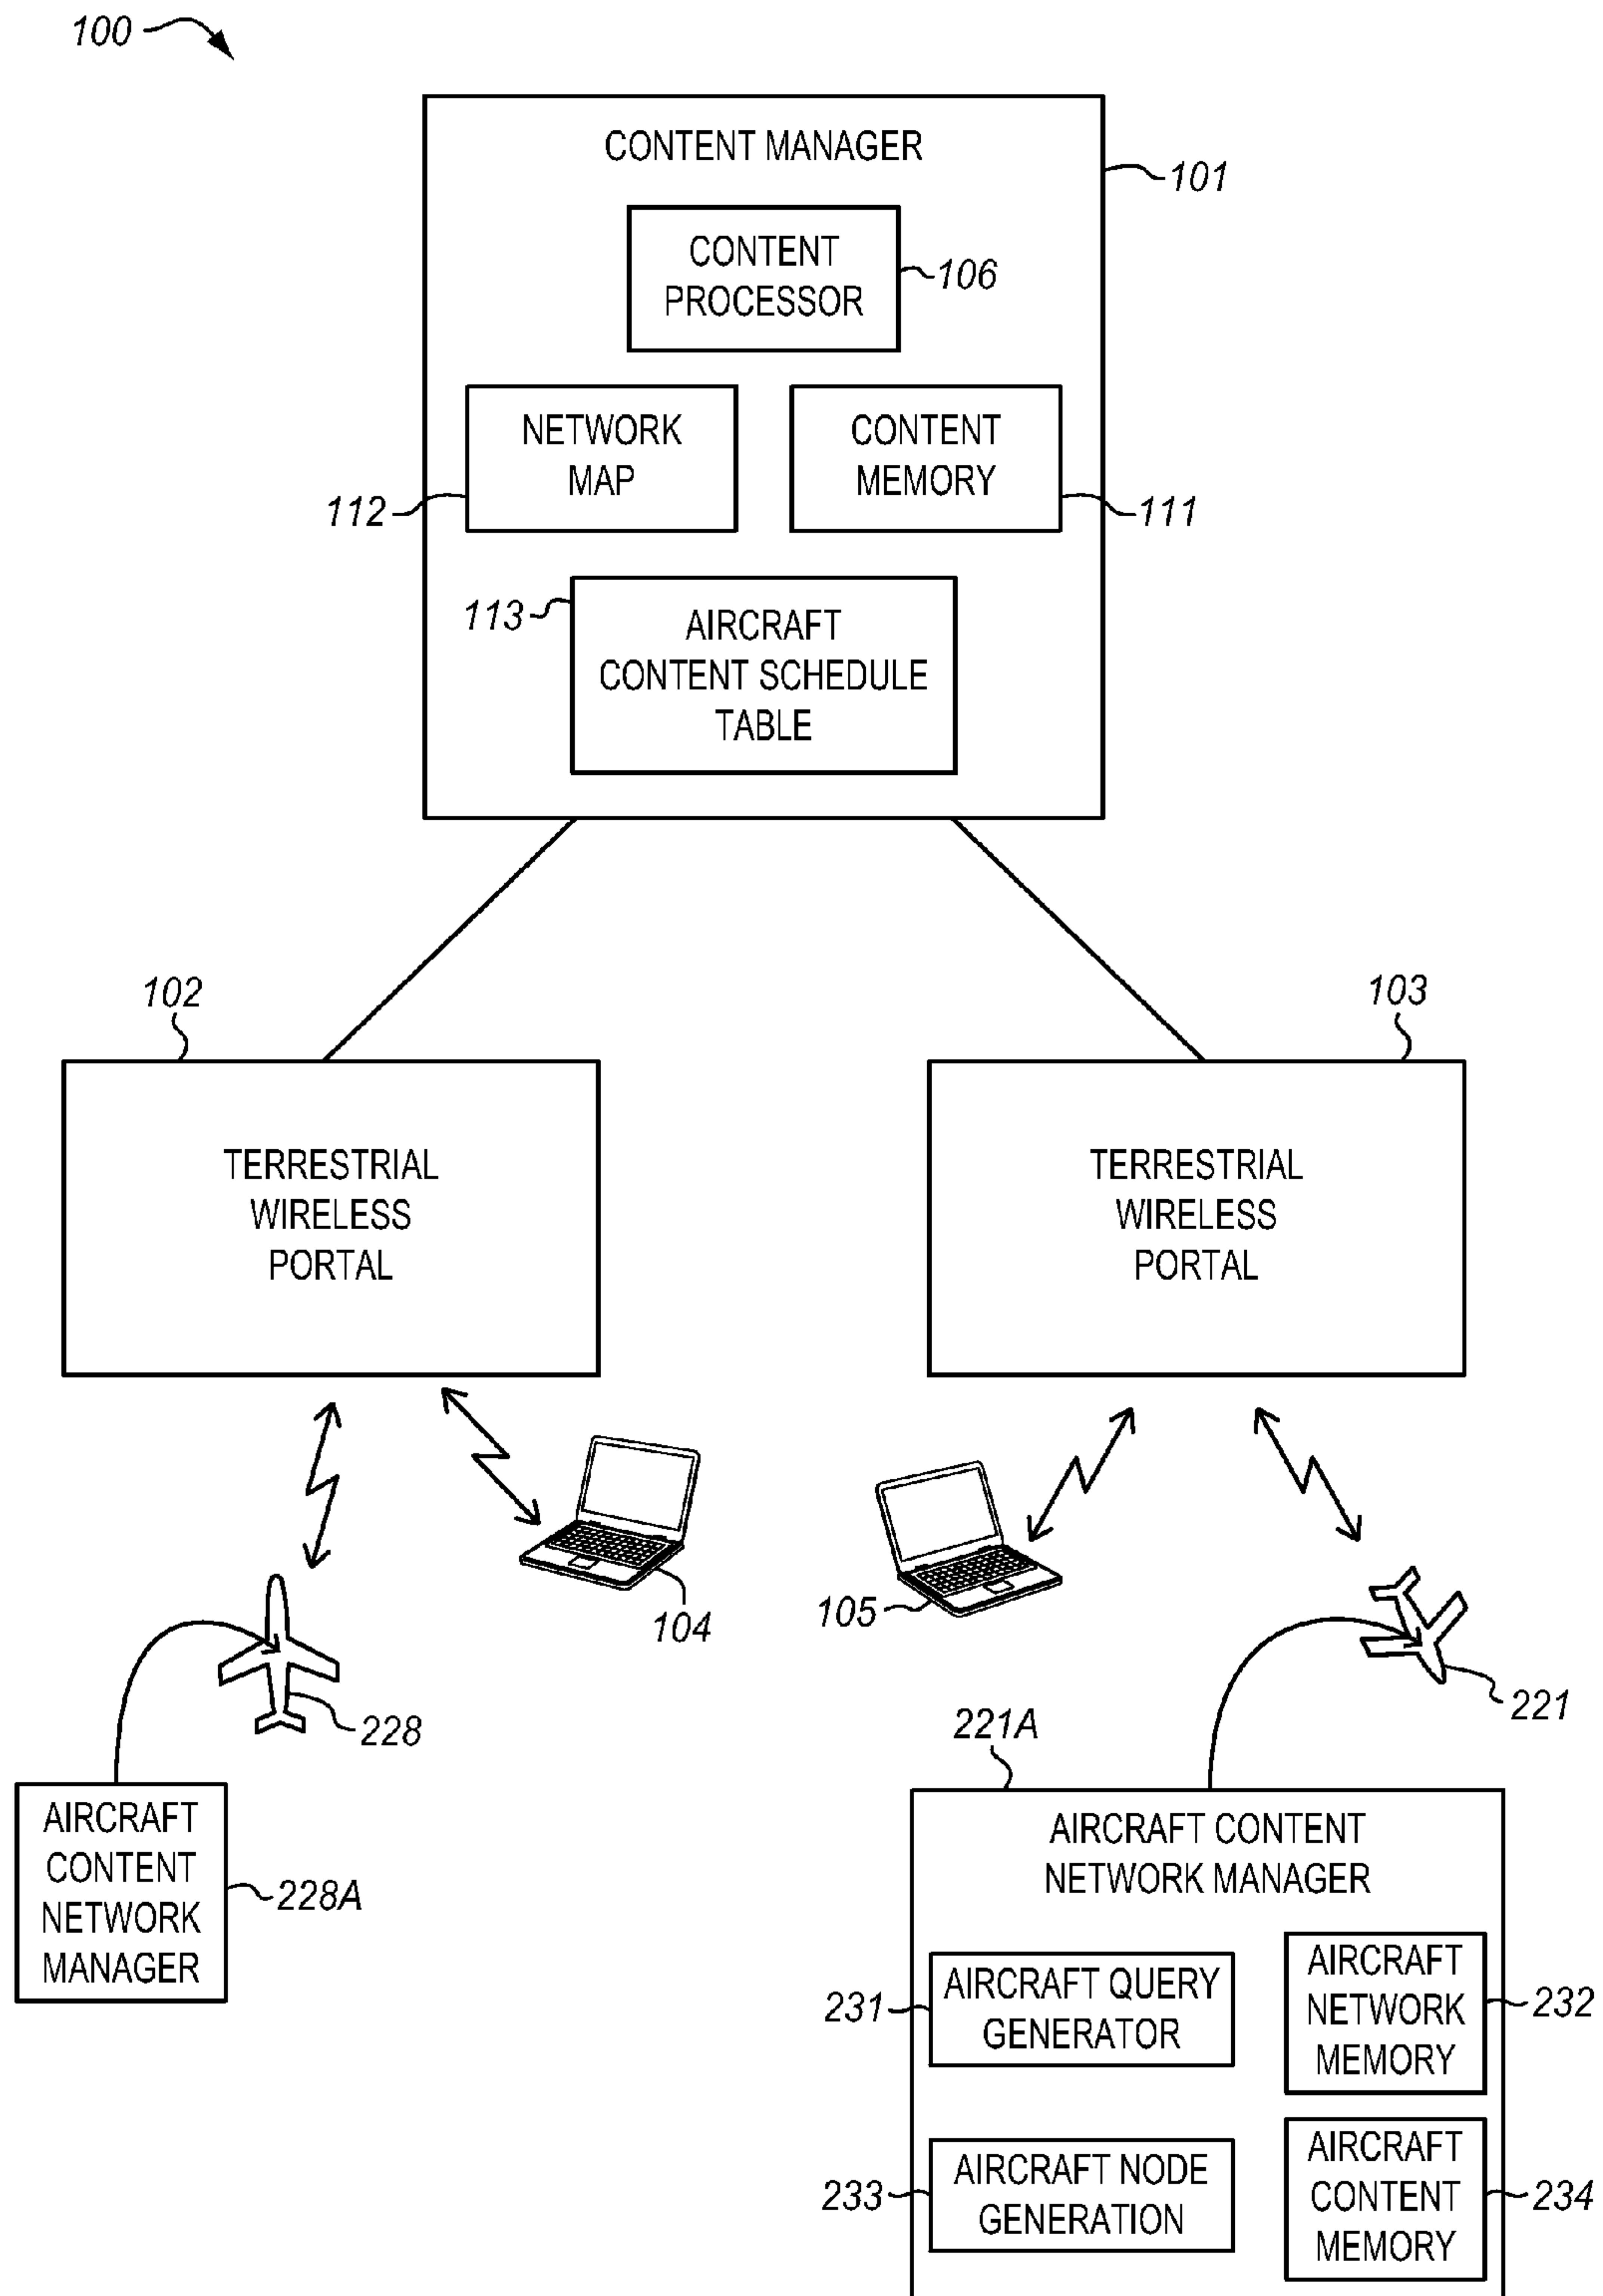 100
CONTENT MANAGER
101
CONTENT
PROCESSOR
106
NETWORK
MAP
112
CONTENT
MEMORY
111
113
AIRCRAFT
CONTENT SCHEDULE
TABLE
102
103
TERRESTRIAL
WIRELESS
PORTAL
TERRESTRIAL
WIRELESS
PORTAL
104
105
228
221
221A
AIRCRAFT
CONTENT
NETWORK
MANAGER
228A
AIRCRAFT CONTENT
NETWORK MANAGER
231
AIRCRAFT QUERY
GENERATOR
AIRCRAFT
NETWORK
MEMORY
232
233
AIRCRAFT NODE
GENERATION
AIRCRAFT
CONTENT
MEMORY
234